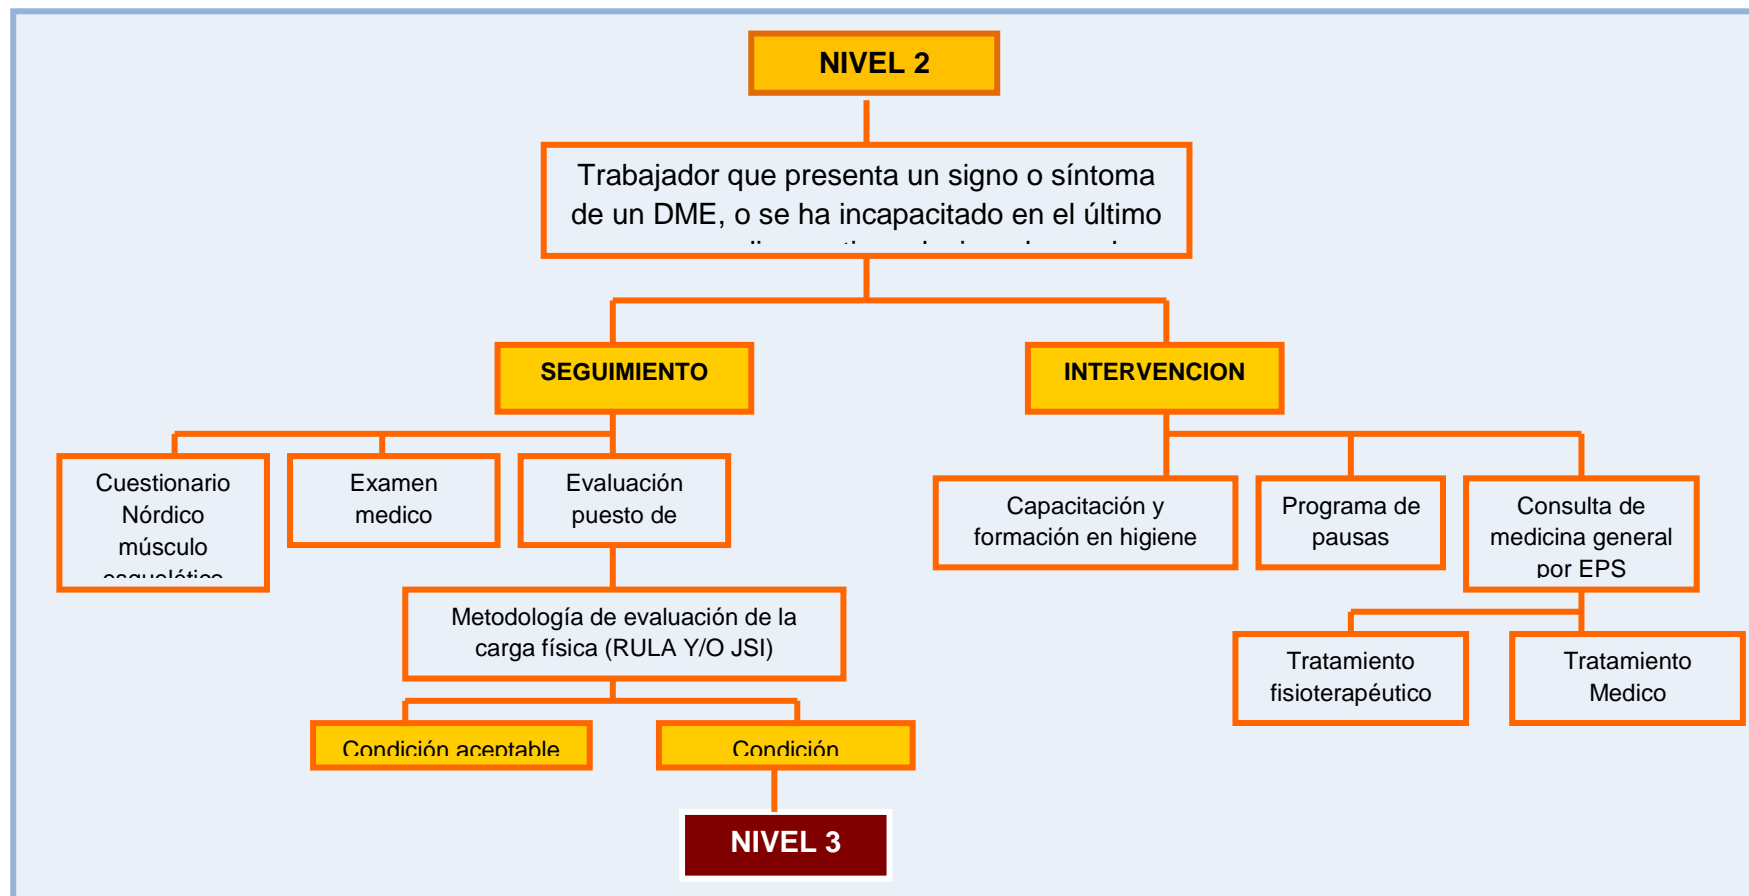 NIVEL 2
Trabajador que presenta un signo o síntoma
de un DME, o se ha incapacitado en el último
SEGUIMIENTO
INTERVENCION
Cuestionario
Nórdico
músculo
esquelético
Examen
medico
Evaluación
puesto de
Capacitación y
formación en higiene
Programa de
pausas
Consulta de
medicina general
por EPS
Metodología de evaluación de la
carga física (RULA Y/O JSI)
Tratamiento
fisioterapéutico
Tratamiento
Medico
Condición aceptable
Condición
NIVEL 3